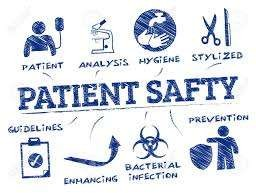 PATIENT ANALYSIS HYGIENE STYLIZED
PATIENT SAFTY
GUIDELINES
PREVENTION
ENHANCING
BACTERIAL
INFECTION